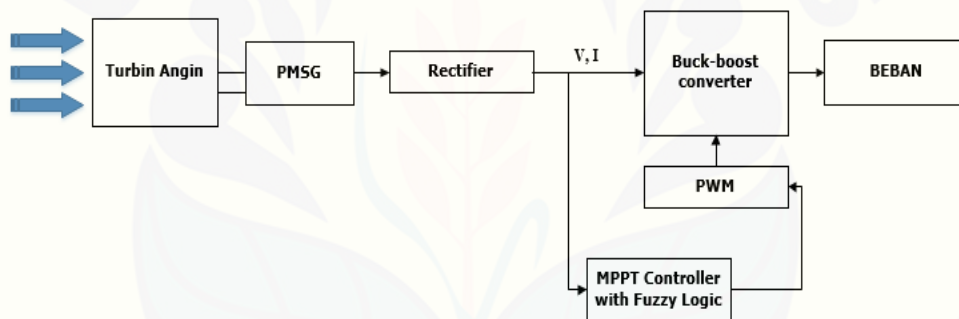 Turbin Angin
PMSG
Rectifier
V, I
Buck-boost
converter
BEBAN
PWM
MPPT Controller
with Fuzzy Logic